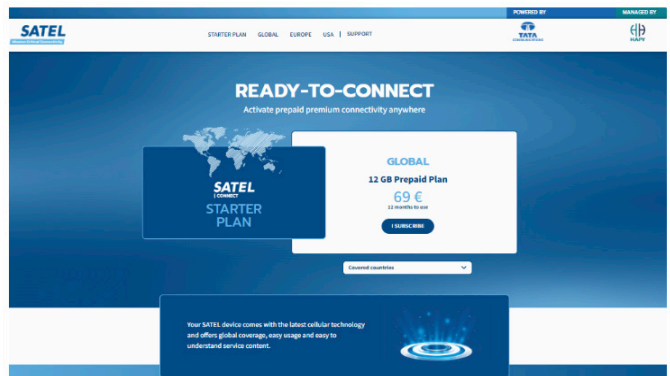 POWERED BY
MANAGED BY
SATEL
STARTER PLAN GLOBAL EUROPE USA | SUPPORT
TATA
HAPY
READY-TO-CONNECT
Activate prepaid premium connectivity anywhere
SATEL
CONNECT
STARTER
PLAN
GLOBAL
12 GB Prepaid Plan
69 €
12 months to use
I SUBSCRIBE
Covered countries
Your SATEL device comes with the latest cellular technology
and offers global coverage, easy usage and easy to
understand service content.